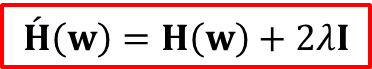 H́(w) = H(w) + 2λI